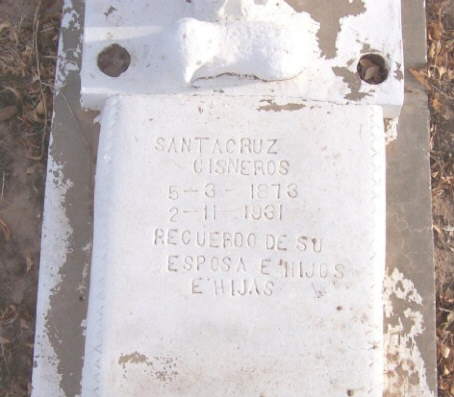 SANTACRUZ
CISNEROS
5-3-1873
2-11-1931
RECUERDO DE SU
ESPOSA E HIJOS
E HIJAS